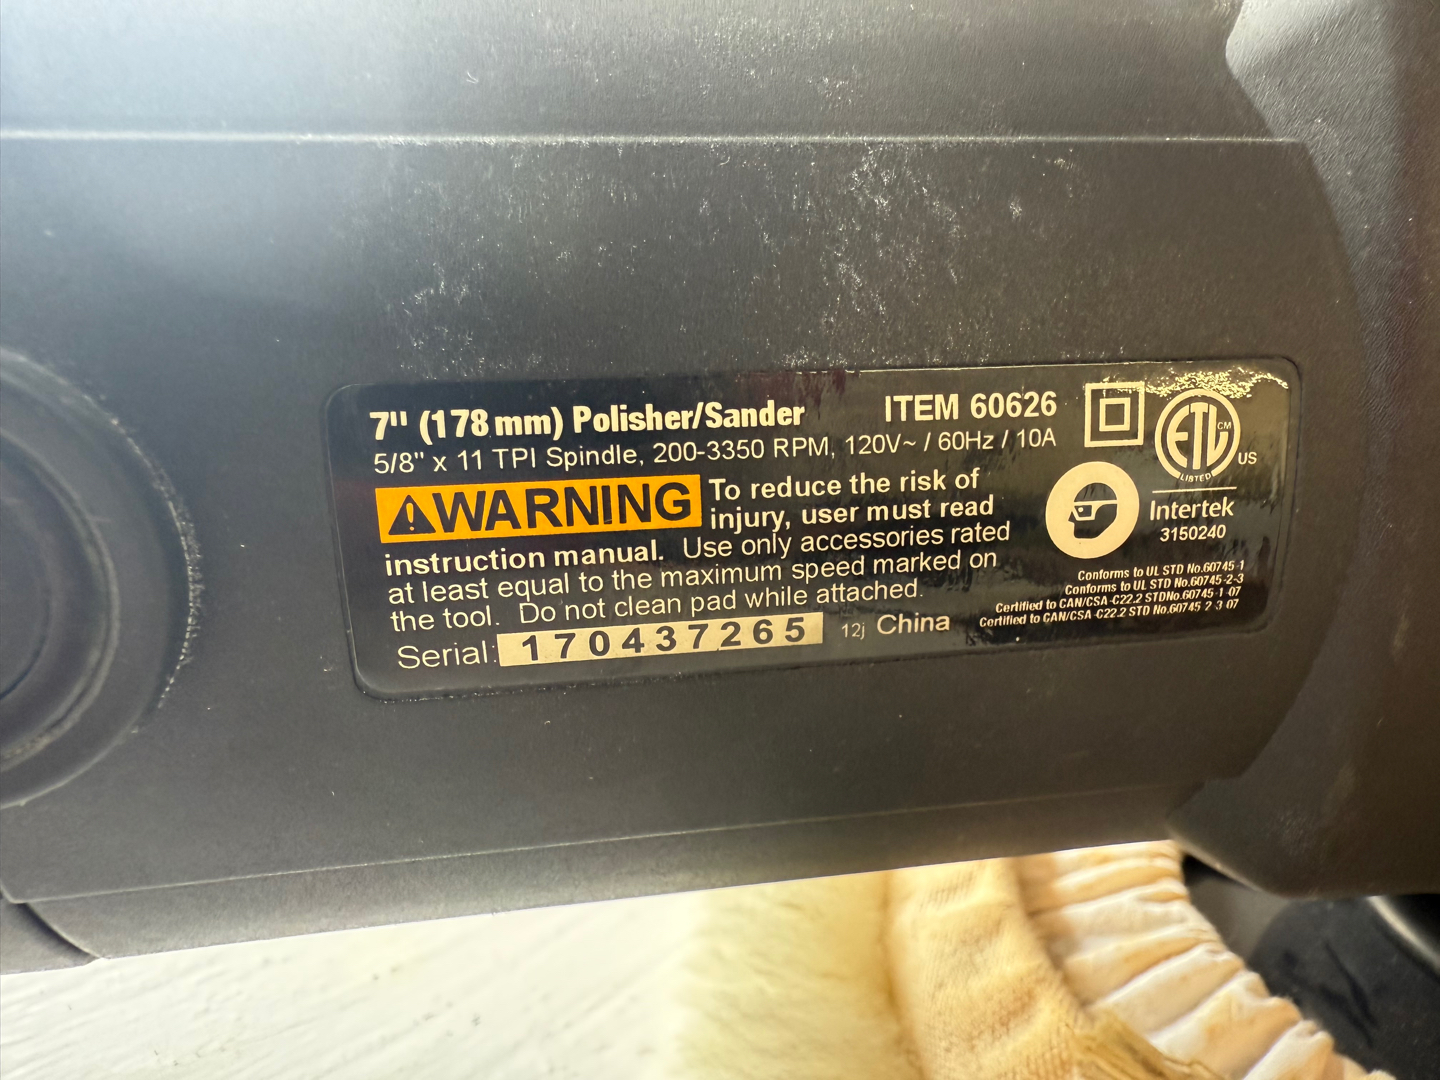 7" (178 mm) Polisher/Sander ITEM 60626
5/8" x 11 TPI Spindle, 200-3350 RPM, 120V~ / 60Hz / 10A
WARNING To reduce the risk of
injury, user must read
instruction manual. Use only accessories rated
at least equal to the maximum speed marked on
the tool. Do not clean pad while attached.
Serial: 170437265 12j China
ETL CM
LISTED US
Intertek
3150240
Conforms to UL STD No.60745-1
Conforms to UL STD No.60745-2-3
Certified to CAN/CSA-C22.2 STDNo.60745-1-07
Certified to CAN/CSA-C22.2 STD No.60745 2 3 07